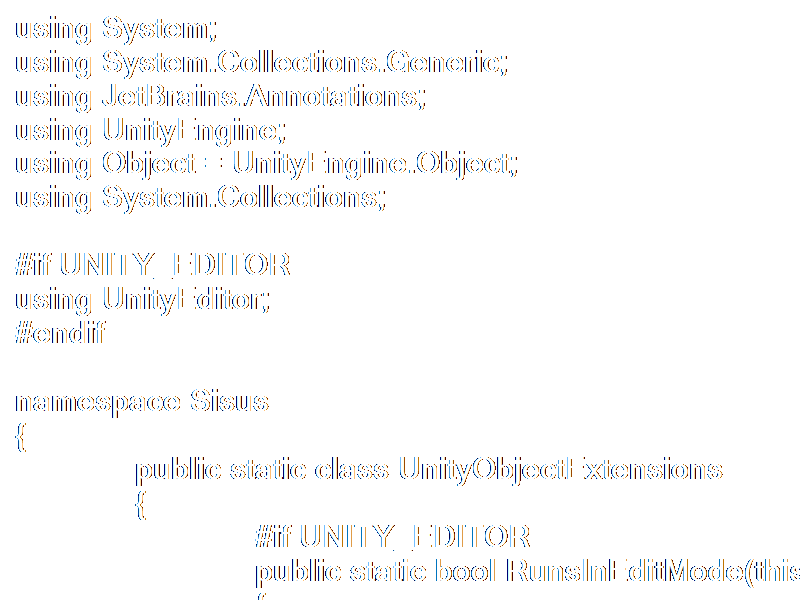 using System;
using System.Collections.Generic;
using JetBrains.Annotations;
using UnityEngine;
using Object = UnityEngine.Object;
using System.Collections;
#if UNITY_EDITOR
using UnityEditor;
#endif
namespace Sisus
{
public static class UnityObjectExtensions
{
#if UNITY_EDITOR
public static bool RunsInEditMode(this